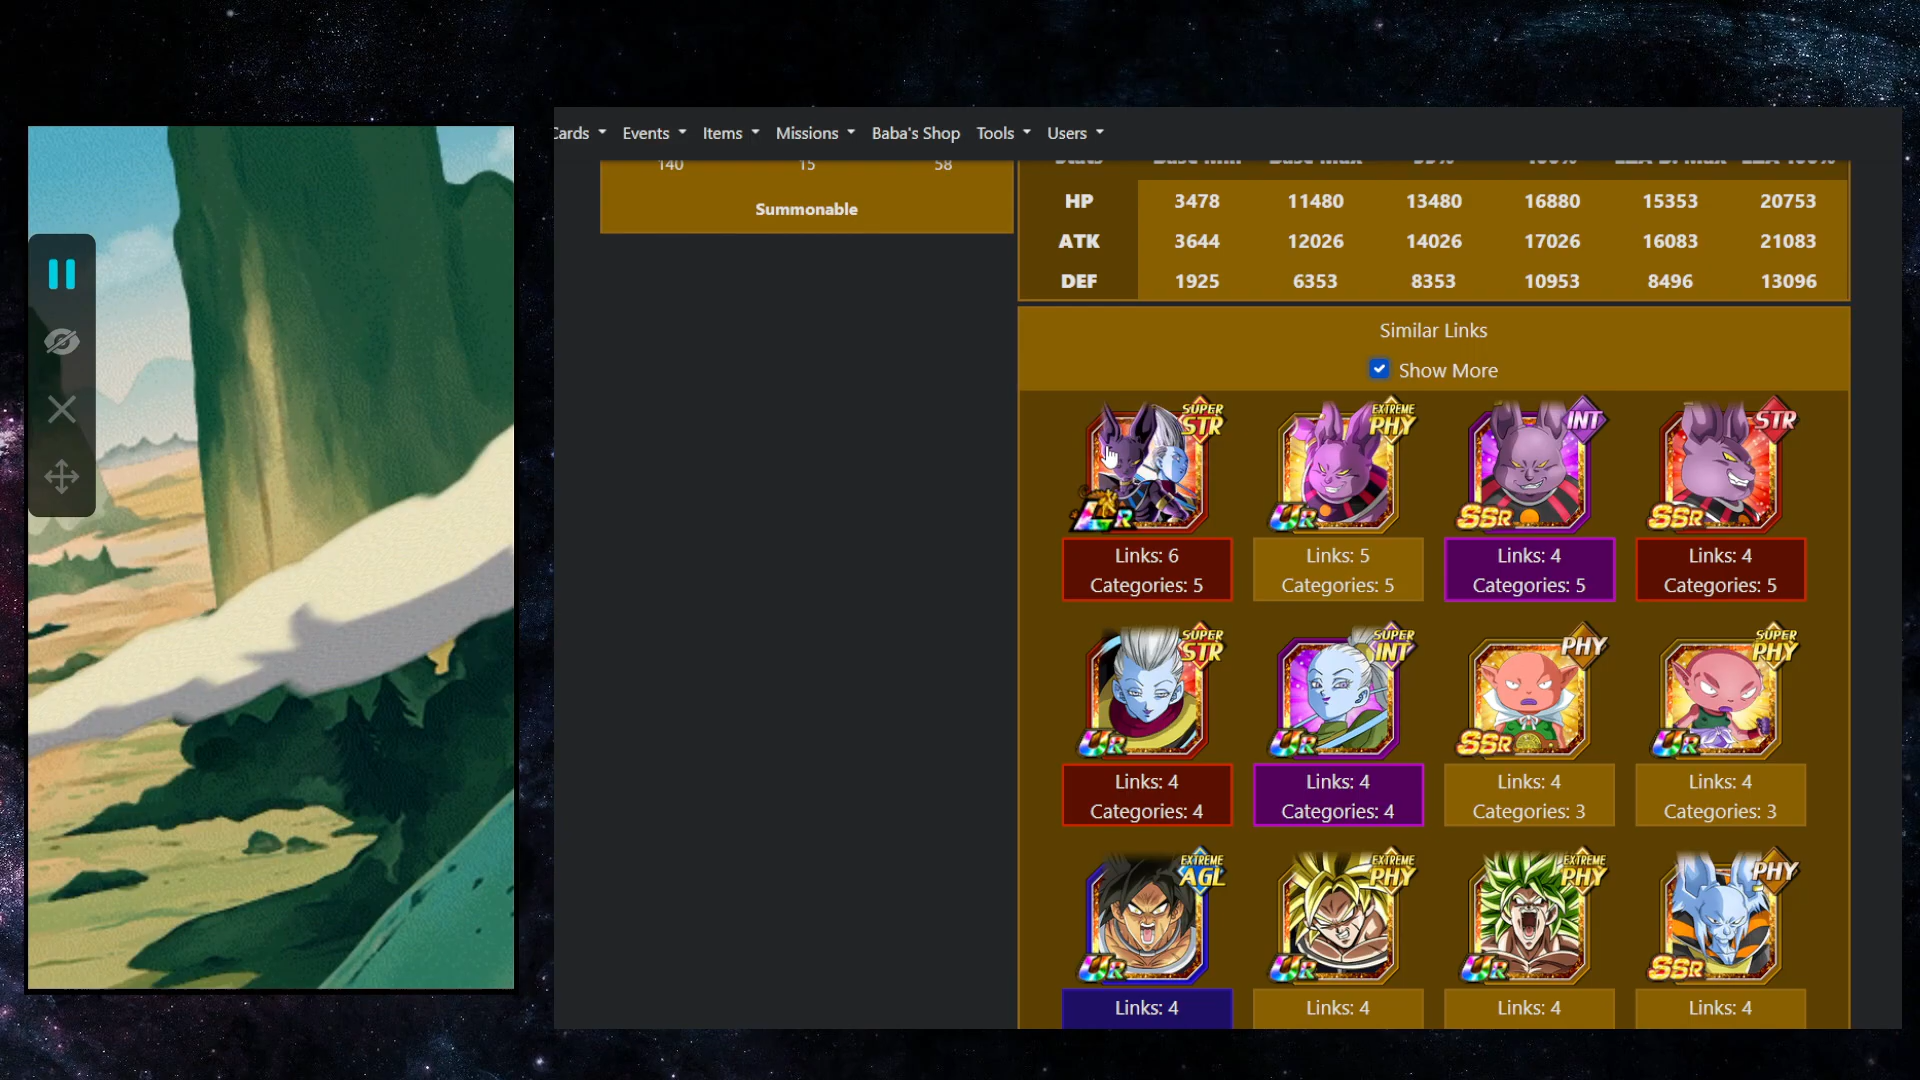 Cards Events Items Missions Baba's Shop Tools Users
140 15 58
Summonable
HP 3478 11480 13480 16880 15353 20753
ATK 3644 12026 14026 17026 16083 21083
DEF 1925 6353 8353 10953 8496 13096
Similar Links
Show More
SUPER STR EXTREME PHY INT STR
LR UR SSR SSR
Links: 6 Links: 5 Links: 4 Links: 4
Categories: 5 Categories: 5 Categories: 5 Categories: 5
SUPER STR SUPER INT PHY SUPER PHY
UR UR SSR UR
Links: 4 Links: 4 Links: 4 Links: 4
Categories: 4 Categories: 4 Categories: 3 Categories: 3
EXTREME AGL EXTREME PHY EXTREME PHY PHY
UR UR UR SSR
Links: 4 Links: 4 Links: 4 Links: 4